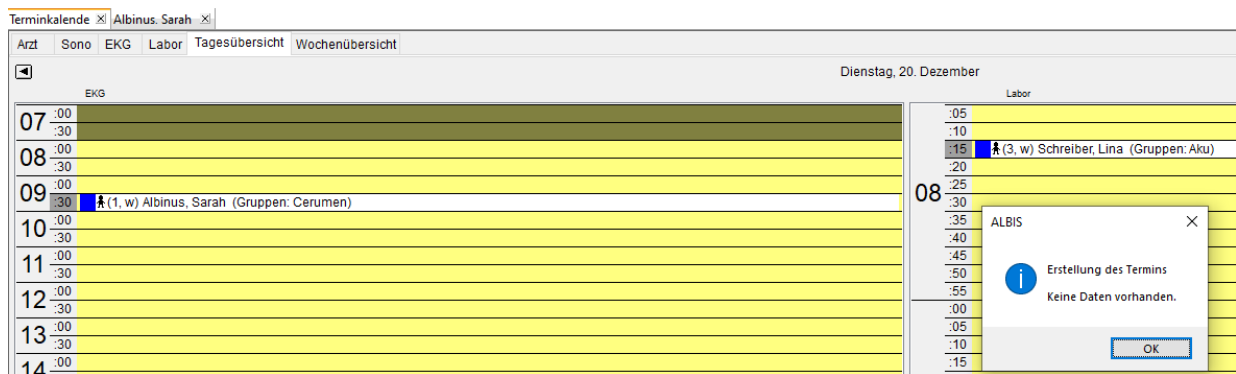 Terminkalende Albinus. Sarah
Arzt Sono EKG Labor Tagesübersicht Wochenübersicht
Dienstag, 20. Dezember
EKG
07 :00
:30
08 :00
:30
09 :00
:30 (1, w) Albinus, Sarah (Gruppen: Cerumen)
10 :00
:30
11 :00
:30
12 :00
:30
13 :00
:30
14 :00
Labor
:05
:10
:15 (3, w) Schreiber, Lina (Gruppen: Aku)
:20
08 :25
:30
:35
:40
:45
:50
:55
:00
:05
:10
:15
ALBIS
Erstellung des Termins
Keine Daten vorhanden.
OK